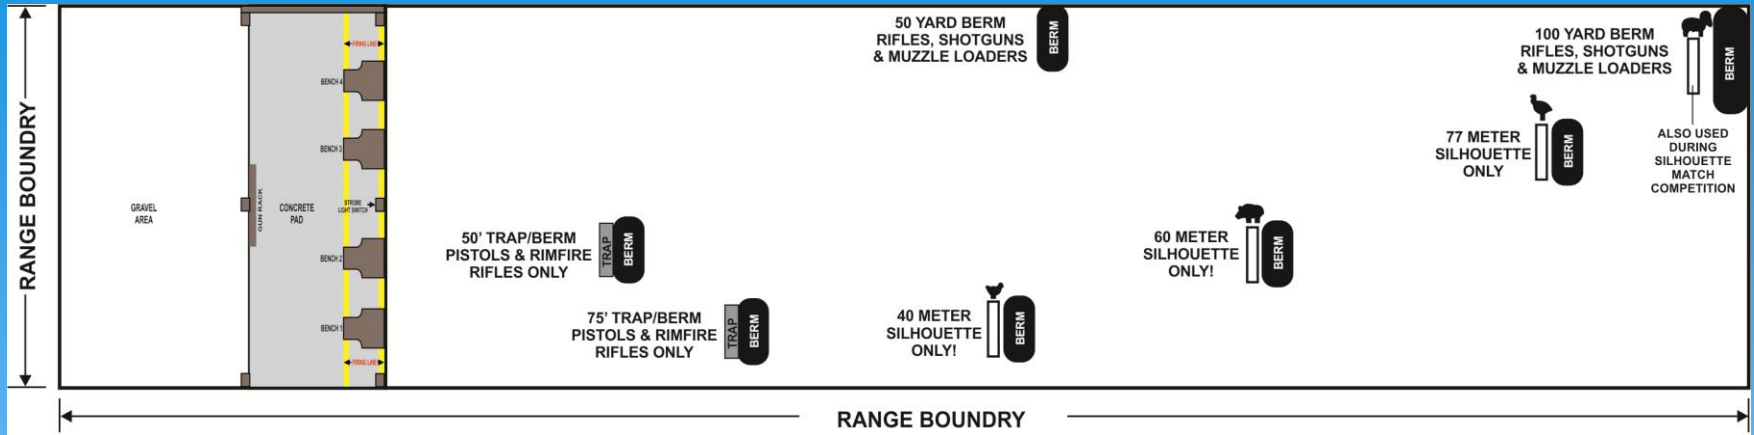 RANGE BOUNDRY
GRAVEL
AREA
GUN RACK
CONCRETE
PAD
FIRING LINE
BENCH 4
BENCH 3
STROBE
LIGHT SWITCH
BENCH 2
BENCH 1
FIRING LINE
50' TRAP/BERM
PISTOLS & RIMFIRE
RIFLES ONLY
TRAP
BERM
75' TRAP/BERM
PISTOLS & RIMFIRE
RIFLES ONLY
TRAP
BERM
50 YARD BERM
RIFLES, SHOTGUNS
& MUZZLE LOADERS
BERM
40 METER
SILHOUETTE
ONLY!
BERM
60 METER
SILHOUETTE
ONLY!
BERM
77 METER
SILHOUETTE
ONLY
BERM
100 YARD BERM
RIFLES, SHOTGUNS
& MUZZLE LOADERS
BERM
ALSO USED
DURING
SILHOUETTE
MATCH
COMPETITION
RANGE BOUNDRY